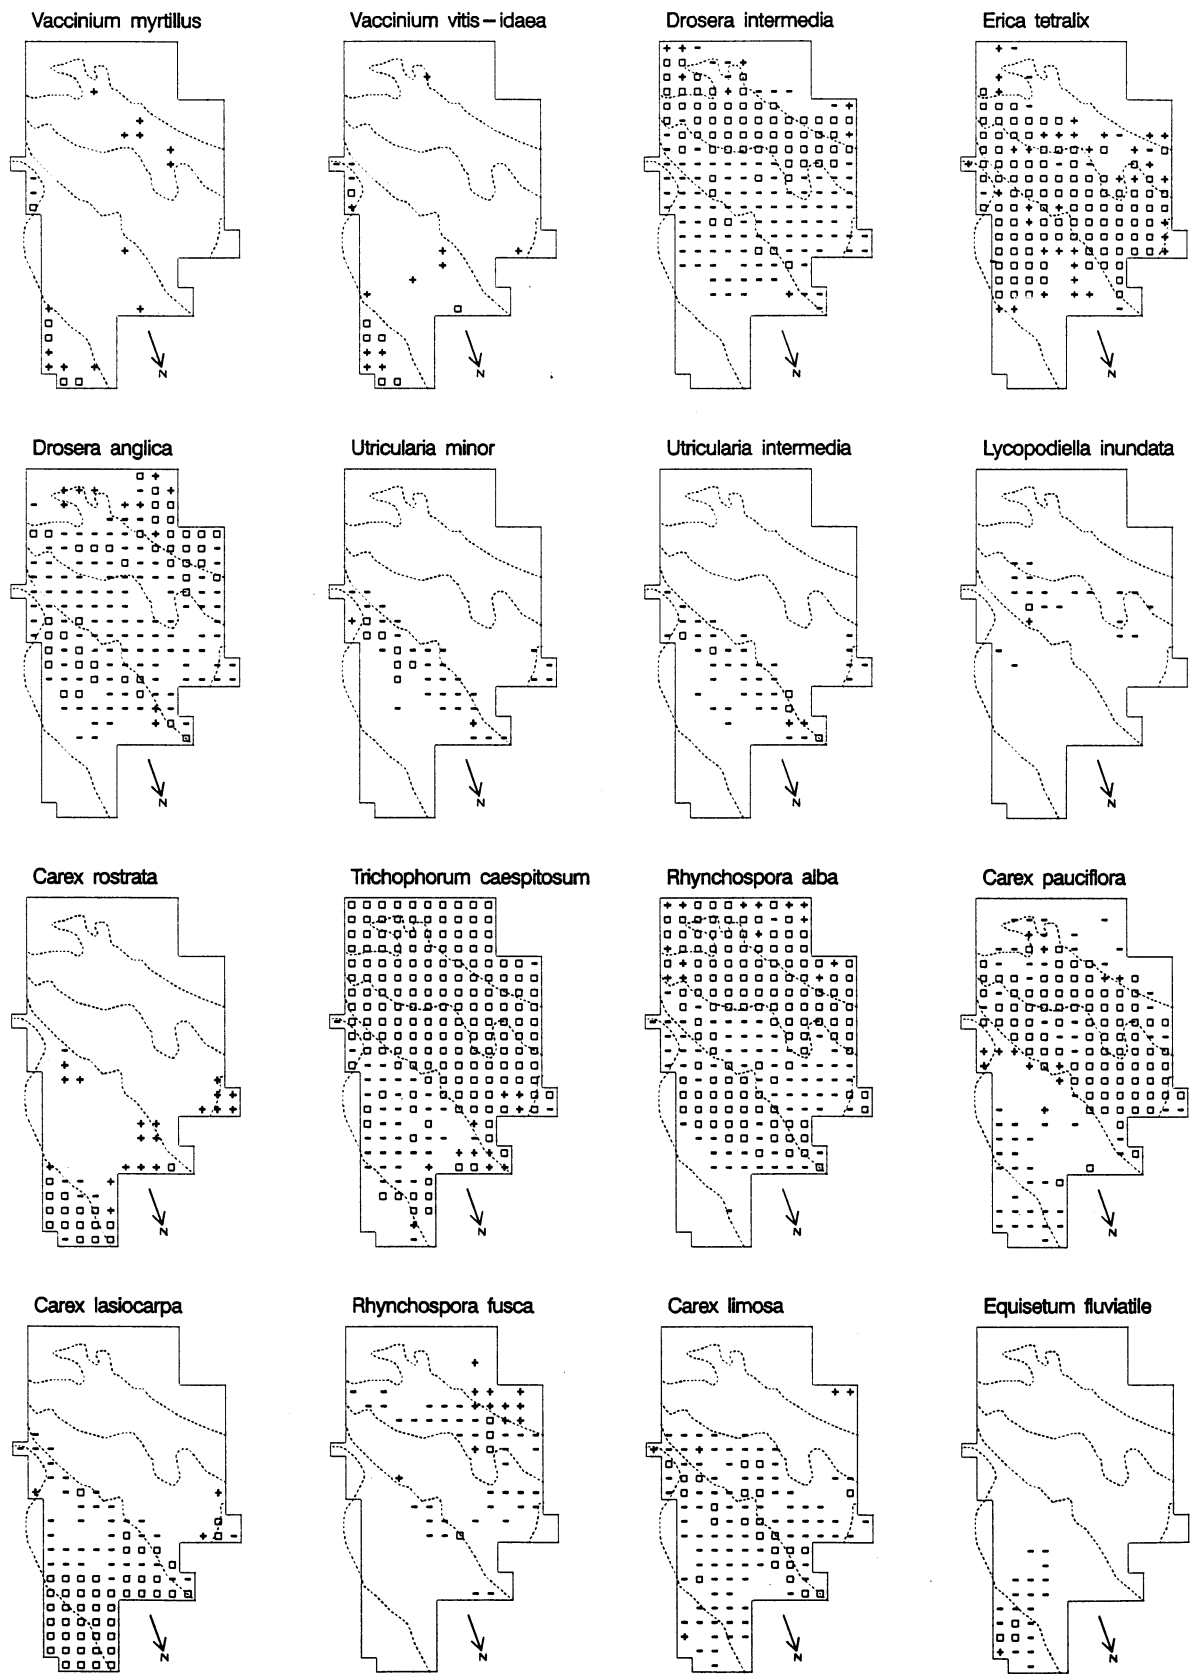 Vaccinium myrtillus
Vaccinium vitis-idaea
Drosera intermedia
Erica tetralix
N
N
N
N
Drosera anglica
Utricularia minor
Utricularia intermedia
Lycopodiella inundata
N
N
N
N
Carex rostrata
Trichophorum caespitosum
Rhynchospora alba
Carex pauciflora
N
N
N
N
Carex lasiocarpa
Rhynchospora fusca
Carex limosa
Equisetum fluviatile
N
N
N
N